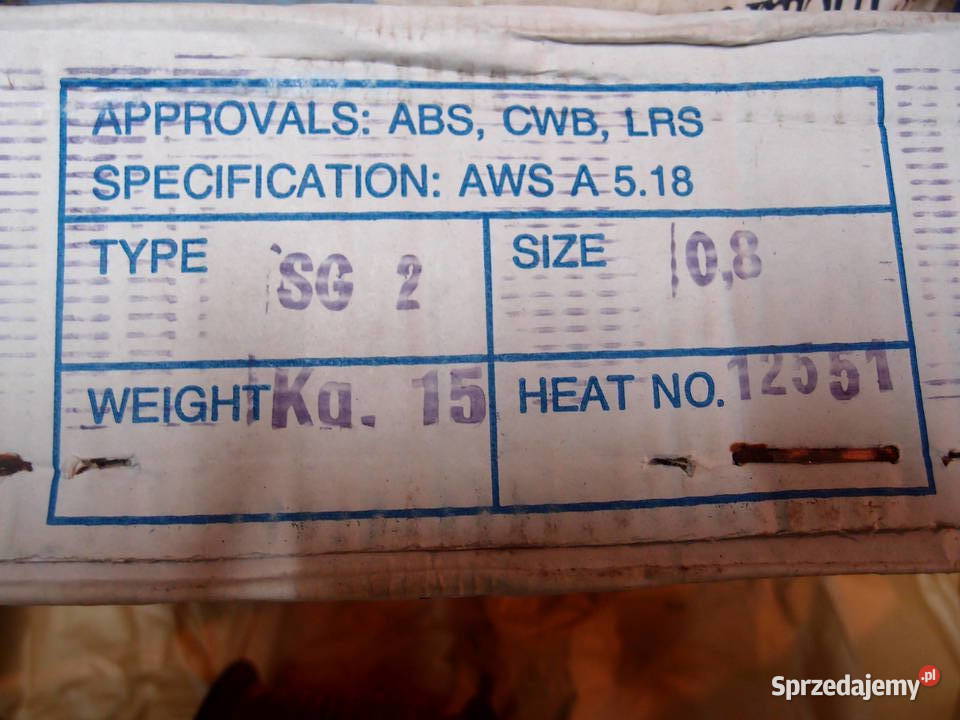 APPROVALS: ABS, CWB, LRS
SPECIFICATION: AWS A 5.18
TYPE SG 2
SIZE 0,8
WEIGHT Kg. 15
HEAT NO. 12551
Sprzedajemy.pl